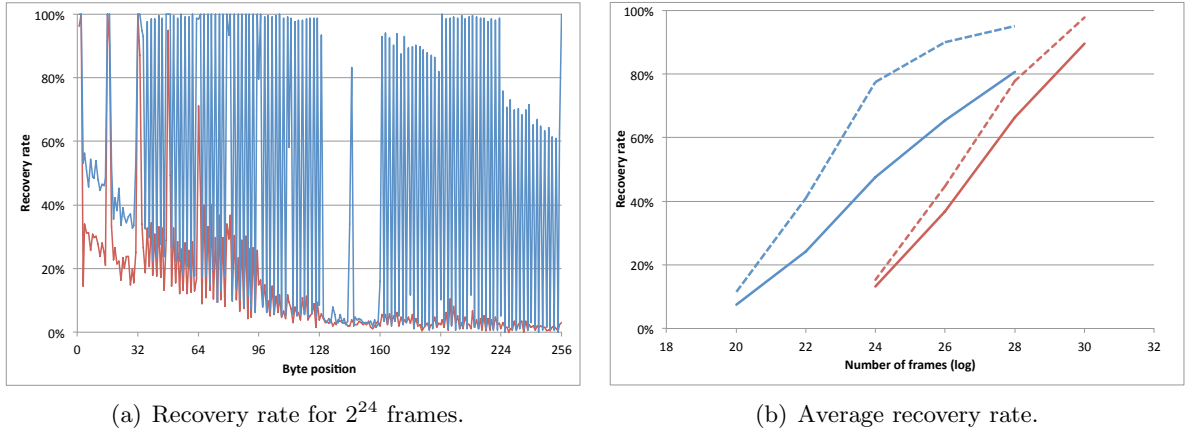 100%
80%
60%
40%
20%
0%
Recovery rate
0 32 64 96 128 160 192 224 256
Byte position
(a) Recovery rate for 2^24 frames.
100%
80%
60%
40%
20%
0%
Recovery rate
18 20 22 24 26 28 30 32
Number of frames (log)
(b) Average recovery rate.